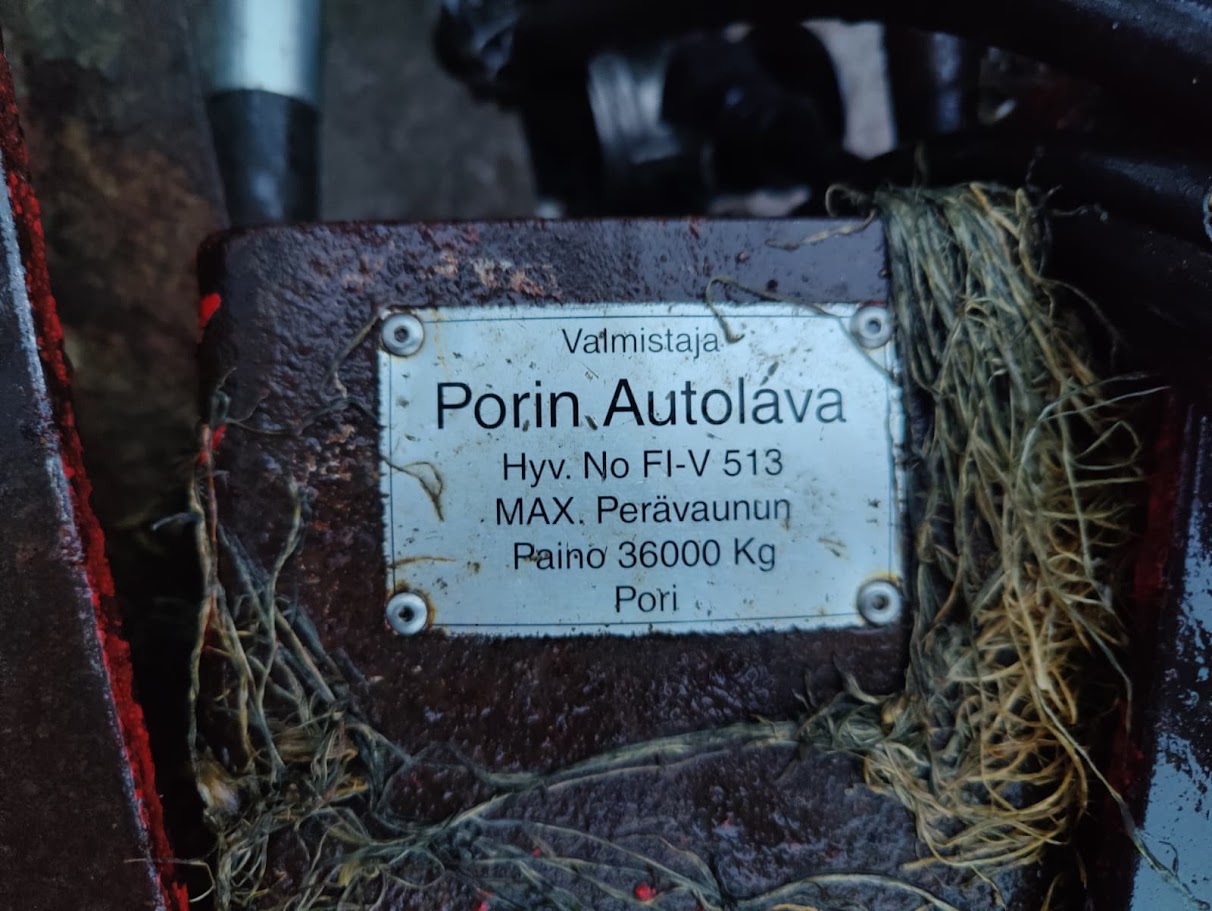 Valmistaja
Porin Autolava
Hyv. No FI-V 513
MAX. Perävaunun
Paino 36000 Kg
Pori